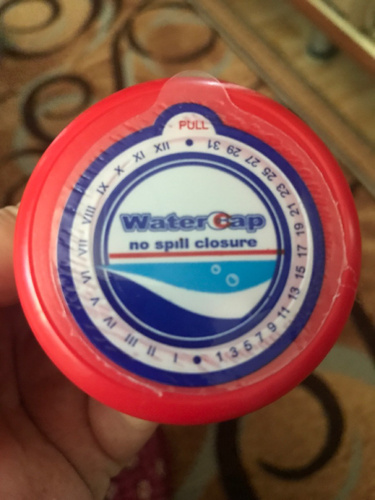 PULL
WaterCap
no spill closure
I II III IV V VI VII VIII IX X XI XII
1 3 5 7 9 11 13 15 17 19 21 23 25 27 29 31